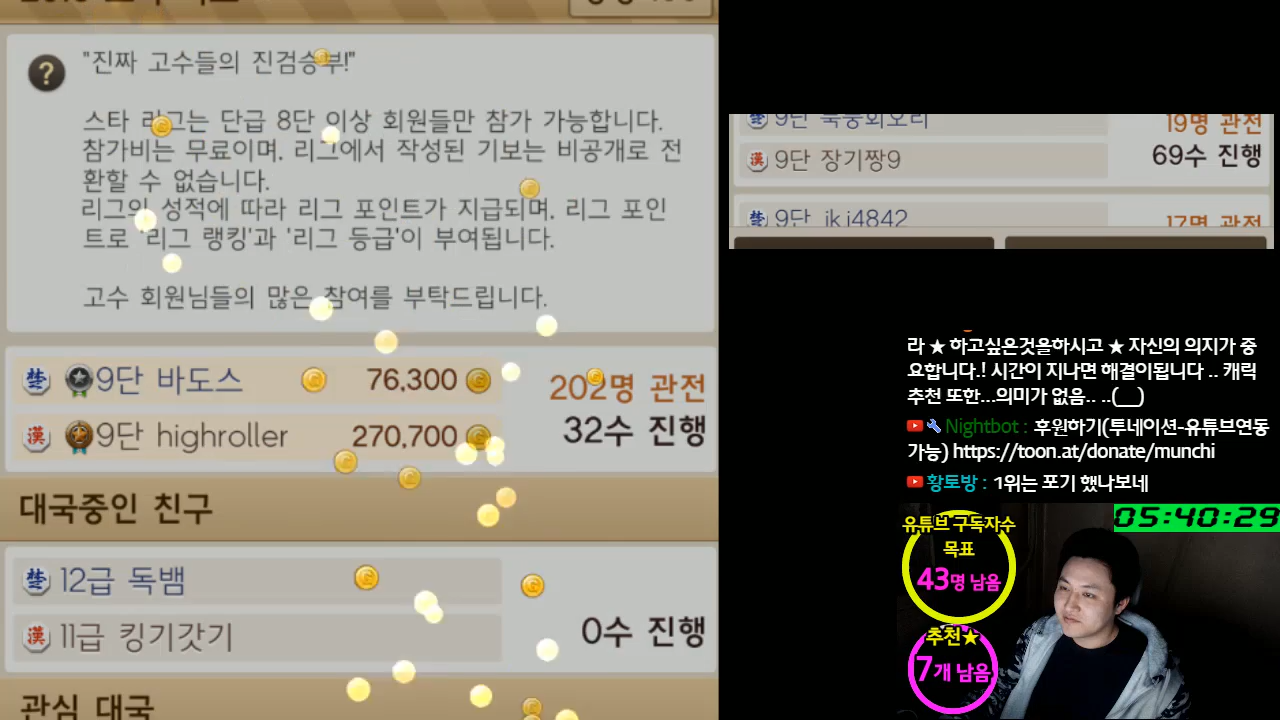 "진짜 고수들의 진검승부!"
스타 리그는 단급 8단 이상 회원들만 참가 가능합니다.
참가비는 무료이며, 리그에서 작성된 기보는 비공개로 전
환할 수 없습니다.
리그의 성적에 따라 리그 포인트가 지급되며, 리그 포인
트로 '리그 랭킹'과 '리그 등급'이 부여됩니다.
고수 회원님들의 많은 참여를 부탁드립니다.
楚 9단 바도스 76,300 202명 관전
漢 9단 highroller 270,700 32수 진행
대국중인 친구
楚 12급 독뱀
漢 11급 킹기갓기 0수 진행
관심 대국
楚 9단 19명 관전
漢 9단 장기짱9 69수 진행
楚 9단 jkj4842 17명 관전
라 ★ 하고싶은것을하시고 ★ 자신의 의지가 중
요합니다.! 시간이 지나면 해결이됩니다 .. 캐릭
추천 또한...의미가 없음.. ..(__)
Nightbot : 후원하기(투네이션-유튜브연동
가능) https://toon.at/donate/munchi
황토방 : 1위는 포기 했나보네
05:40:29
유튜브 구독자수
목표
43명 남음
추천★
7개 남음